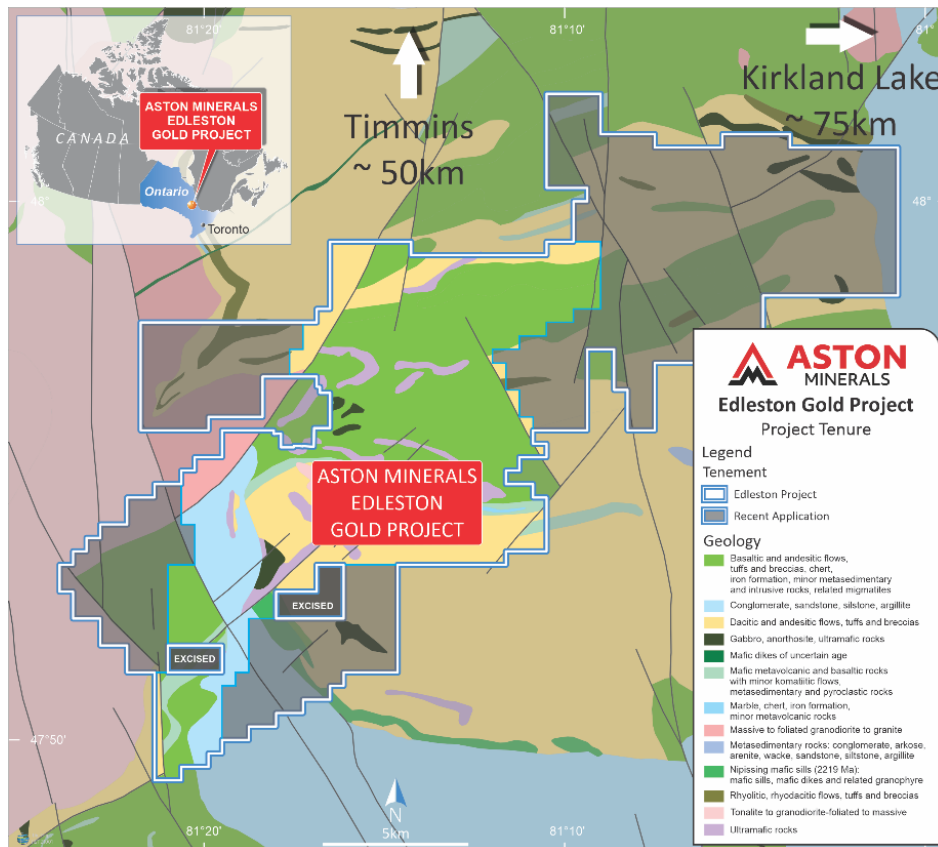 81°20'
81°10'
81°
CANADA
ASTON MINERALS
EDLESTON
GOLD PROJECT
Ontario
Toronto
Timmins
~ 50km
Kirkland Lake
~ 75km
48°
48°
ASTON MINERALS
EDLESTON
GOLD PROJECT
EXCISED
EXCISED
47°50'
81°20'
81°10'
N
5km
ASTON
MINERALS
Edleston Gold Project
Project Tenure
Legend
Tenement
Edleston Project
Recent Application
Geology
Basaltic and andesitic flows,
tuffs and breccias, chert,
iron formation, minor metasedimentary
and intrusive rocks, related migmatiles
Conglomerate, sandstone, silstone, argillite
Dacitic and andesitic flows, tuffs and breccias
Gabbro, anorthosite, ultramafic rocks
Mafic dikes of uncertain age
Mafic metavolcanic and basaltic rocks
with minor komatiitic flows,
metasedimentary and pyroclastic rocks
Marble, chert, iron formation,
minor metavolcanic rocks
Massive to foliated granodiorite to granite
Metasedimentary rocks: conglomerate, arkose,
arenite, wacke, sandstone, siltstone, argillite
Nipissing mafic sills (2219 Ma):
mafic sills, mafic dikes and related granophyre
Rhyolitic, rhyodacitic flows, tuffs and breccias
Tonalite to granodiorite-foliated to massive
Ultramafic rocks